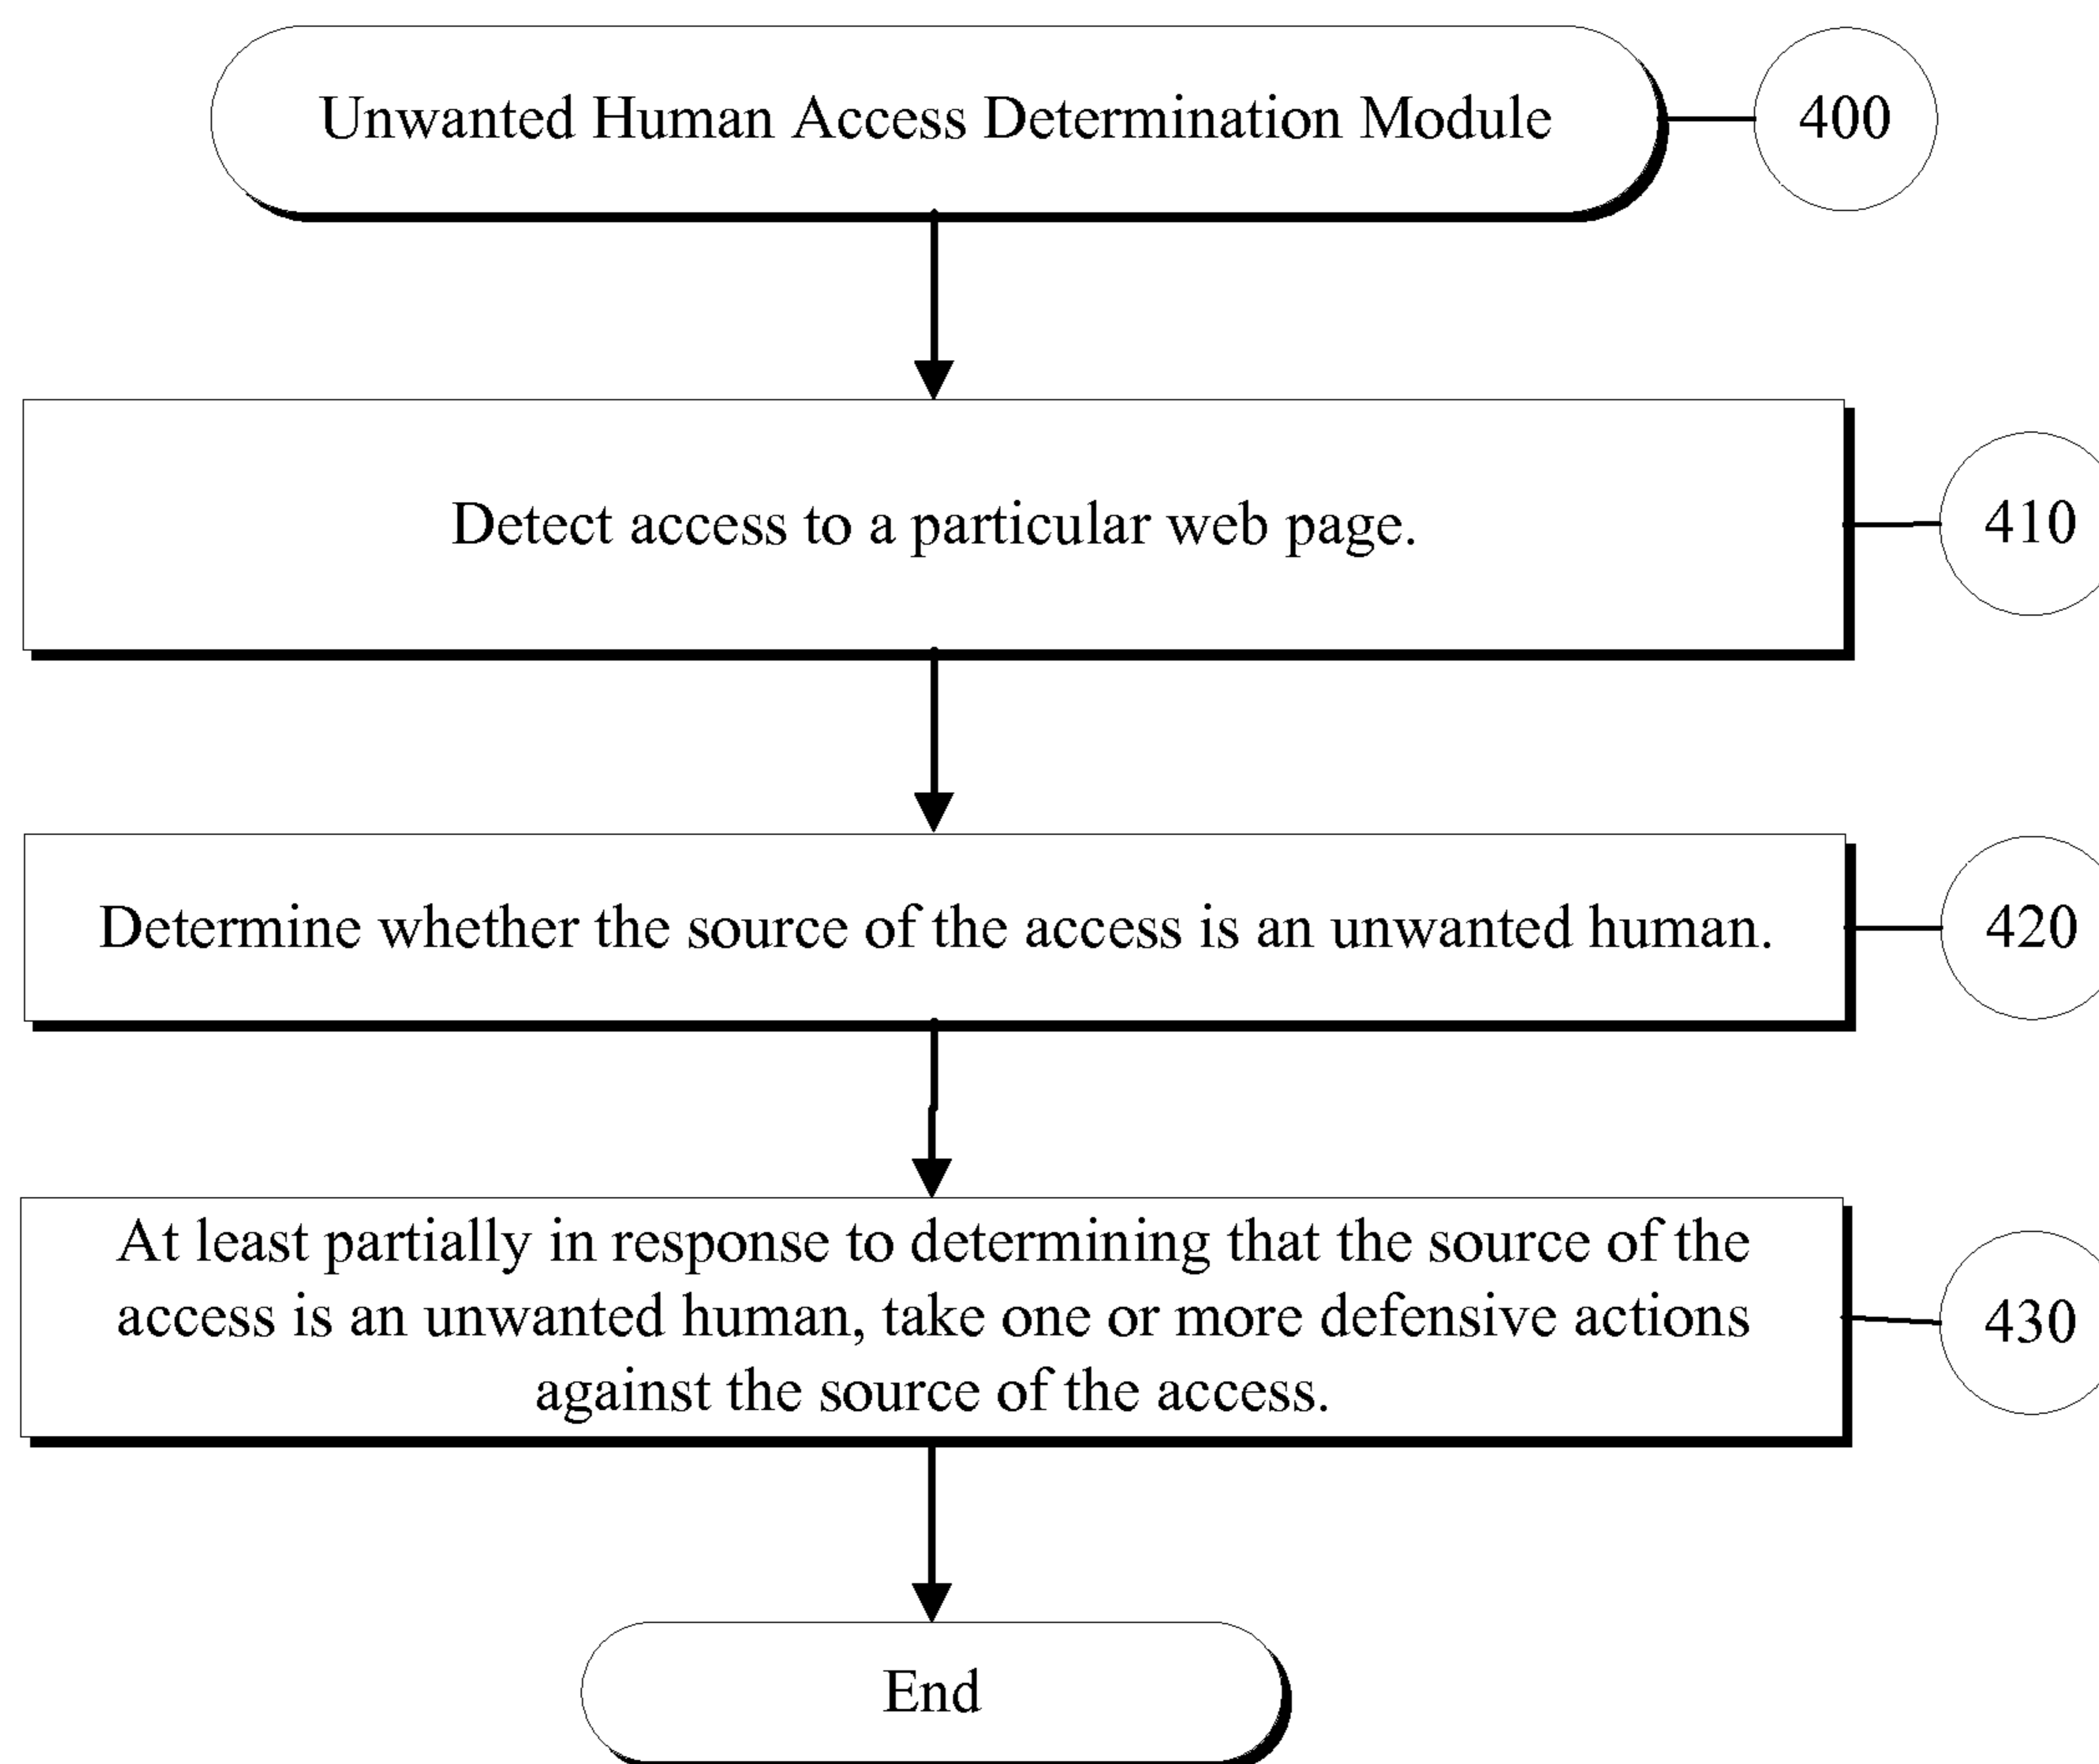 Unwanted Human Access Determination Module
400
Detect access to a particular web page.
410
Determine whether the source of the access is an unwanted human.
420
At least partially in response to determining that the source of the
access is an unwanted human, take one or more defensive actions
against the source of the access.
430
End